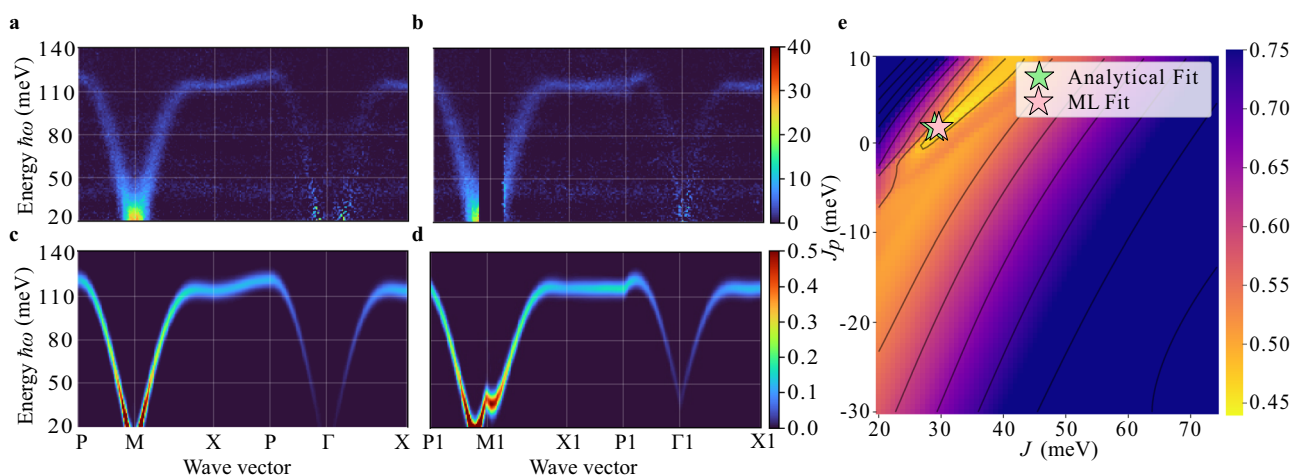 a
b
e
140
110
80
50
20
Energy ħω (meV)
40
30
20
10
0
c
d
140
110
80
50
20
Energy ħω (meV)
P
M
X
P
Γ
X
Wave vector
P1
M1
X1
P1
Γ1
X1
Wave vector
0.5
0.4
0.3
0.2
0.1
0.0
10
0
-10
-20
-30
J_p (meV)
Analytical Fit
ML Fit
20
30
40
50
60
70
J (meV)
0.75
0.70
0.65
0.60
0.55
0.50
0.45